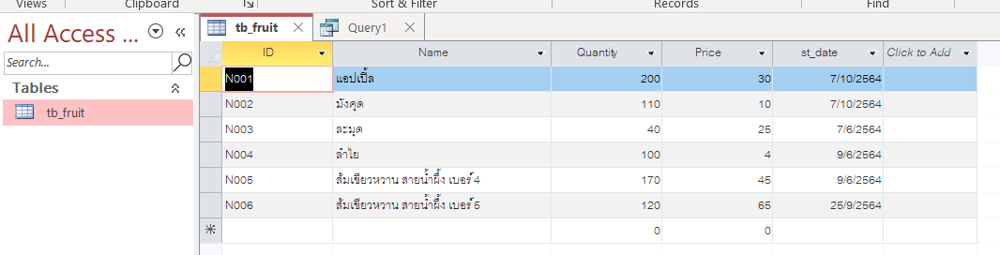 Views Clipboard Sort & Filter Records Find
All Access ...
Search...
Tables
tb_fruit
tb_fruit Query1
ID Name Quantity Price st_date Click to Add
N001 แอปเปิ้ล 200 30 7/10/2564
N002 มังคุด 110 10 7/10/2564
N003 ละมุด 40 25 7/6/2564
N004 ลำไย 100 4 9/6/2564
N005 ส้มเขียวหวาน สายน้ำผึ้ง เบอร์ 4 170 45 9/6/2564
N006 ส้มเขียวหวาน สายน้ำผึ้ง เบอร์ 5 120 65 25/9/2564
0 0